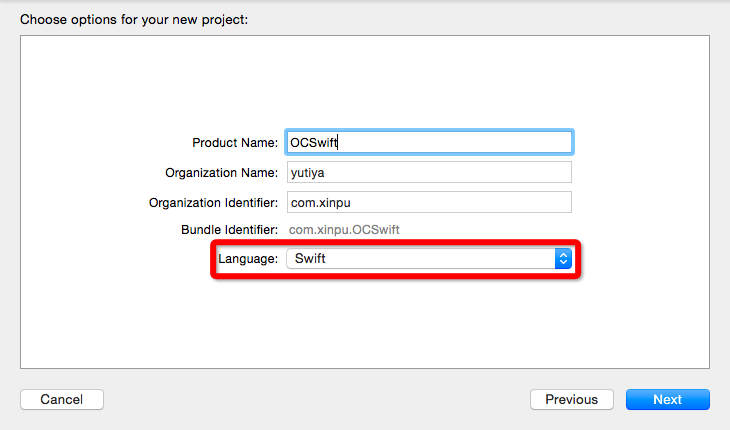 Choose options for your new project:
Product Name: OCSwift
Organization Name: yutiya
Organization Identifier: com.xinpu
Bundle Identifier: com.xinpu.OCSwift
Language: Swift
Cancel Previous Next